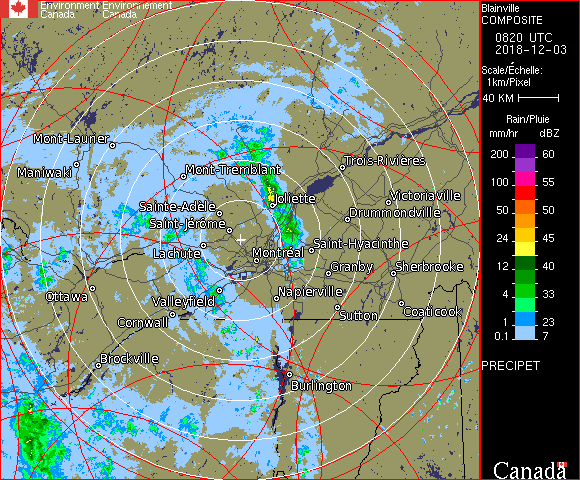 Environment Environnement
Canada Canada
Blainville
COMPOSITE
0820 UTC
2018-12-03
Scale/Échelle:
1km/Pixel
40 KM
Rain/Pluie
mm/hr dBZ
200 60
150 57
100 55
50 50
24 45
12 40
4 33
1 23
0.1 7
PRECIPET
Canada
Mont-Laurier
Maniwaki
Mont-Tremblant
Trois-Rivières
Joliette
Victoriaville
Sainte-Adèle
Drummondville
Saint-Jérôme
Lachute
Saint-Hyacinthe
Montréal
Granby
Sherbrooke
Ottawa
Valleyfield
Napierville
Cornwall
Sutton
Coaticook
Brockville
Burlington